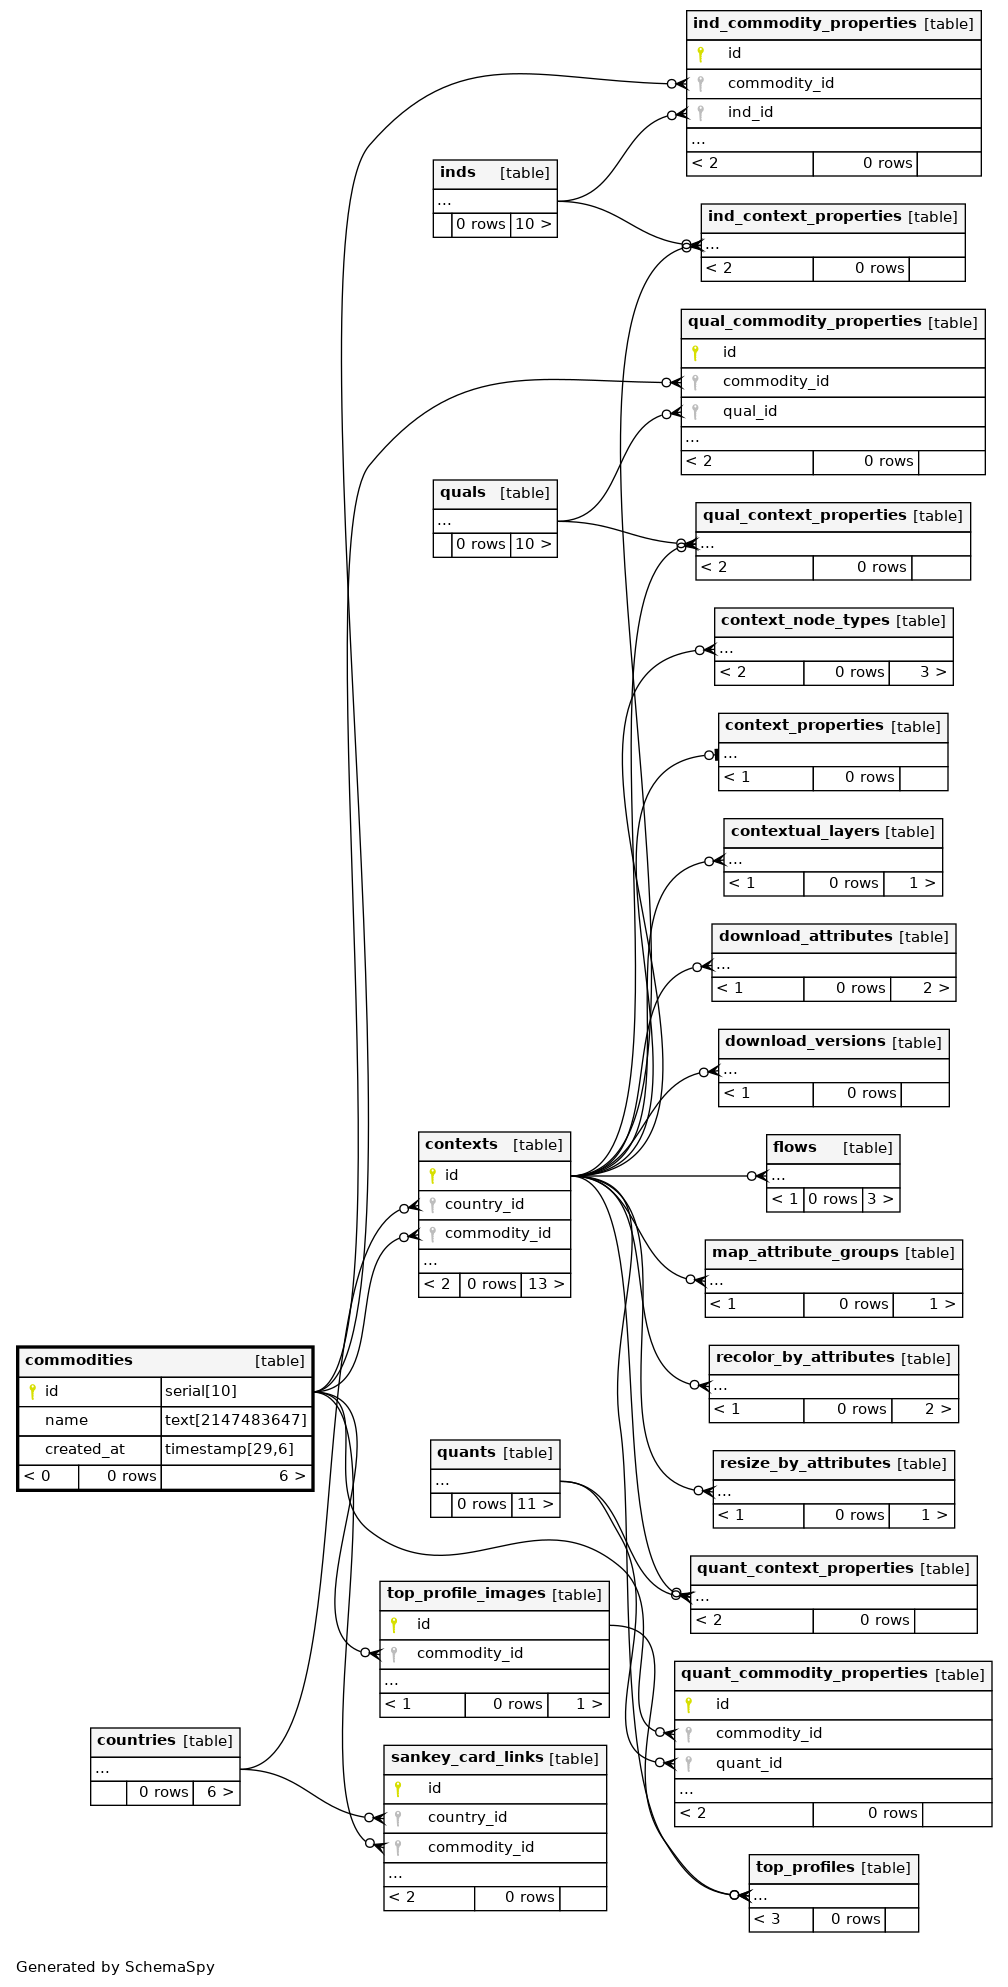 ind_commodity_properties [table]
id
commodity_id
ind_id
...
< 2 0 rows
inds [table]
...
0 rows 10 >
ind_context_properties [table]
...
< 2 0 rows
qual_commodity_properties [table]
id
commodity_id
qual_id
...
< 2 0 rows
quals [table]
...
0 rows 10 >
qual_context_properties [table]
...
< 2 0 rows
context_node_types [table]
...
< 2 0 rows 3 >
context_properties [table]
...
< 1 0 rows
contextual_layers [table]
...
< 1 0 rows 1 >
download_attributes [table]
...
< 1 0 rows 2 >
download_versions [table]
...
< 1 0 rows
contexts [table]
id
country_id
commodity_id
...
< 2 0 rows 13 >
flows [table]
...
< 1 0 rows 3 >
map_attribute_groups [table]
...
< 1 0 rows 1 >
commodities [table]
id serial[10]
name text[2147483647]
created_at timestamp[29,6]
< 0 0 rows 6 >
recolor_by_attributes [table]
...
< 1 0 rows 2 >
quants [table]
...
0 rows 11 >
resize_by_attributes [table]
...
< 1 0 rows 1 >
quant_context_properties [table]
...
< 2 0 rows
top_profile_images [table]
id
commodity_id
...
< 1 0 rows 1 >
quant_commodity_properties [table]
id
commodity_id
quant_id
...
< 2 0 rows
countries [table]
...
0 rows 6 >
sankey_card_links [table]
id
country_id
commodity_id
...
< 2 0 rows
top_profiles [table]
...
< 3 0 rows
Generated by SchemaSpy